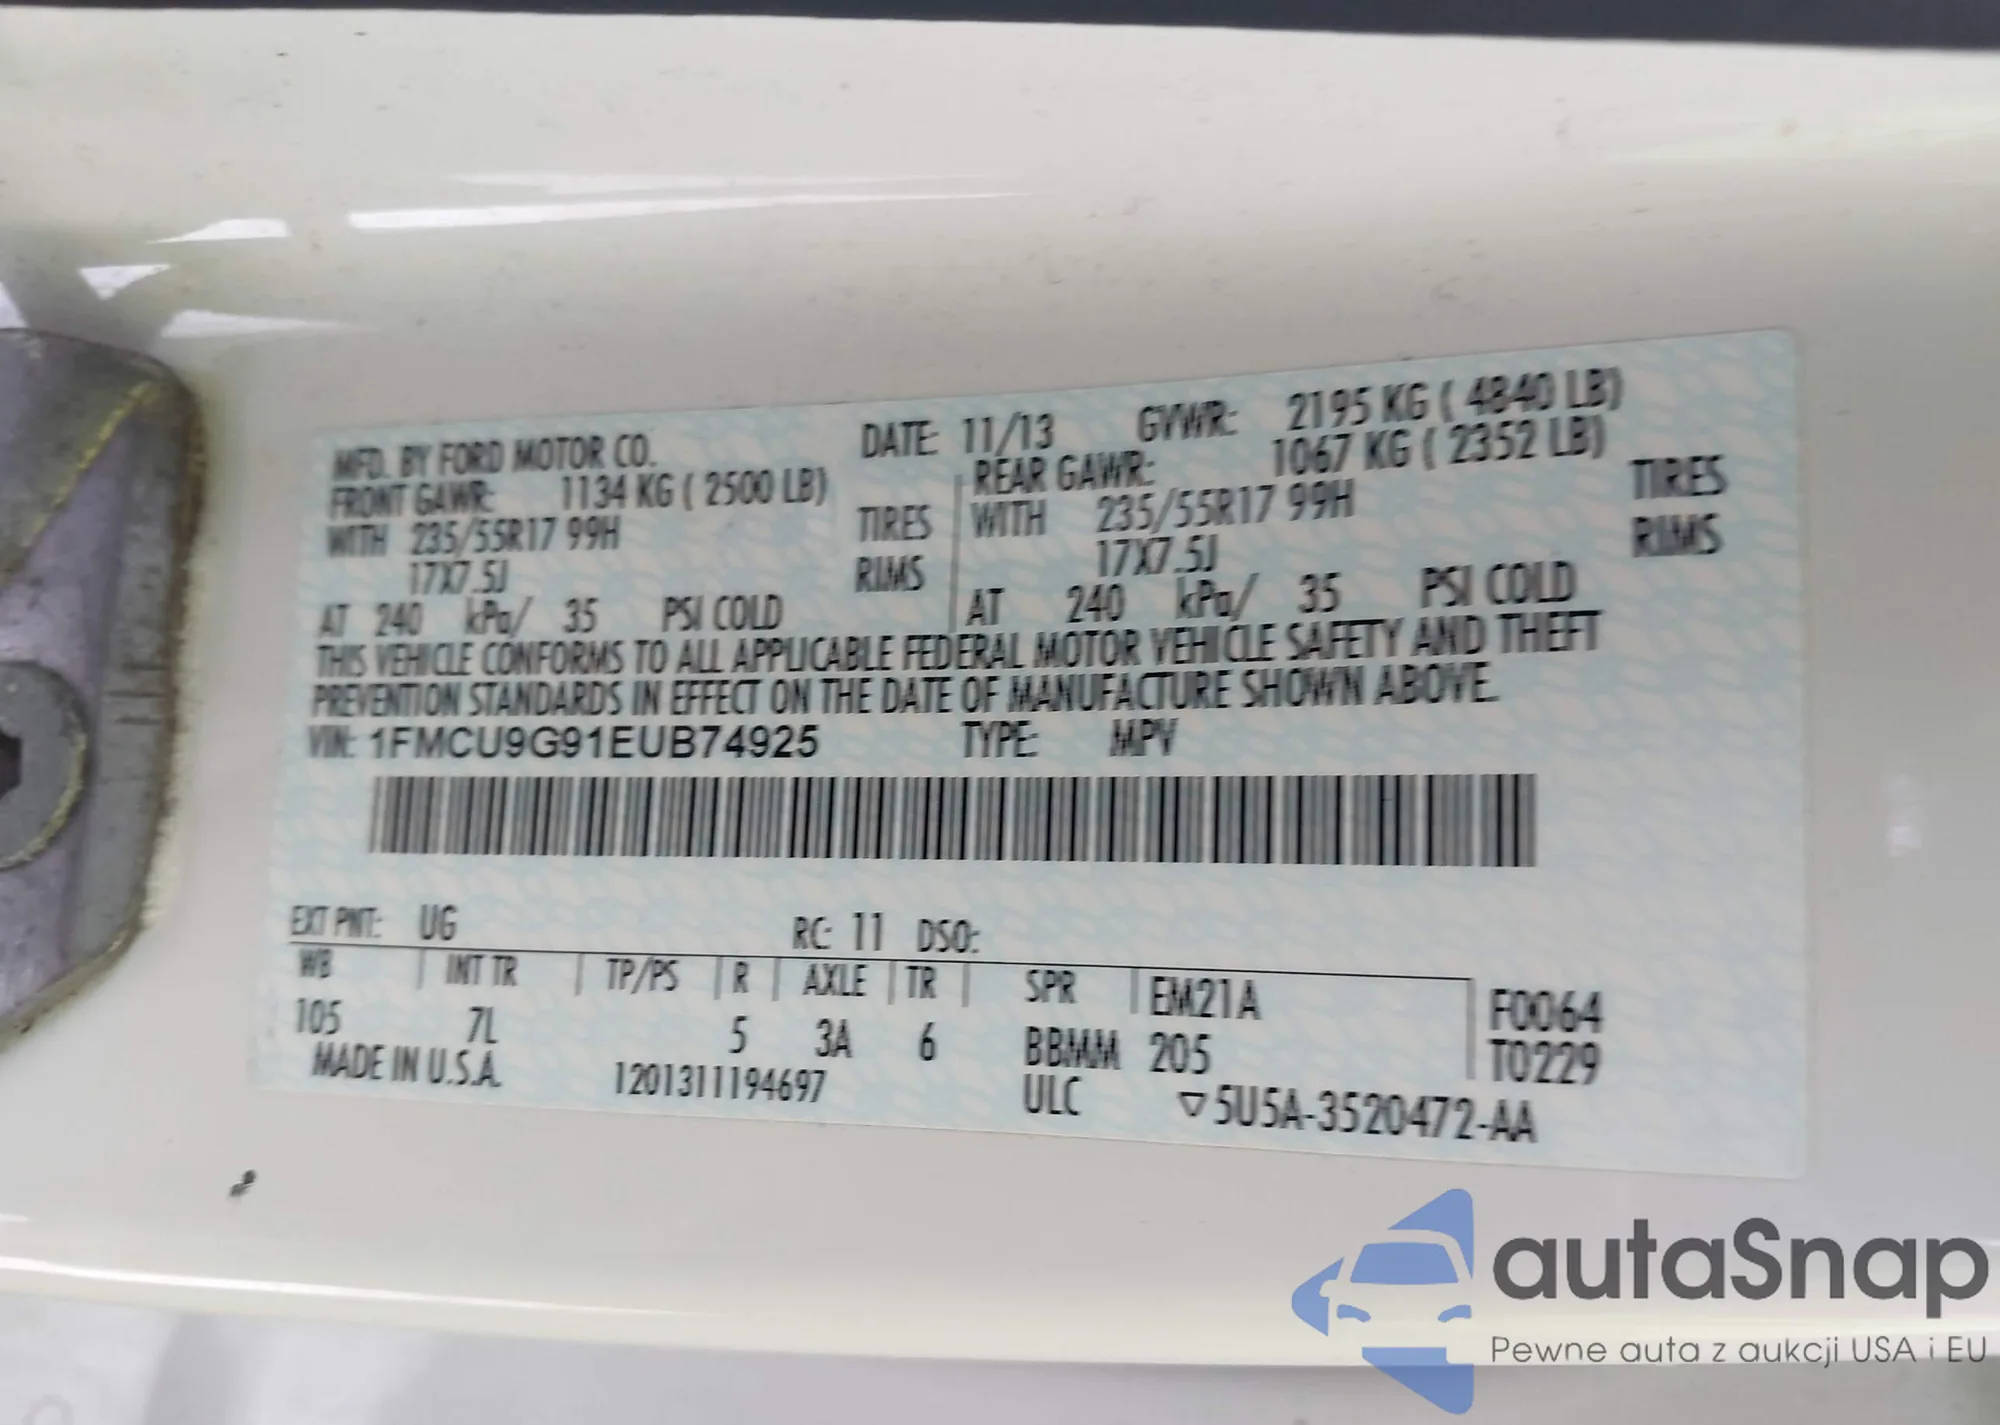 MFD. BY FORD MOTOR CO. DATE: 11/13 GVWR: 2195 KG ( 4840 LB)
FRONT GAWR: 1134 KG ( 2500 LB) REAR GAWR: 1067 KG ( 2352 LB)
WITH 235/55R17 99H TIRES WITH 235/55R17 99H TIRES
17X7.5J RIMS 17X7.5J RIMS
AT 240 kPa/ 35 PSI COLD AT 240 kPa/ 35 PSI COLD
THIS VEHICLE CONFORMS TO ALL APPLICABLE FEDERAL MOTOR VEHICLE SAFETY AND THEFT
PREVENTION STANDARDS IN EFFECT ON THE DATE OF MANUFACTURE SHOWN ABOVE.
VIN: 1FMCU9G91EUB74925 TYPE: MPV
EXT PNT: UG RC: 11 DSO:
WB INT TR TP/PS R AXLE TR SPR EM21A F0064
105 7L 5 3A 6 BBMM 205 T0229
MADE IN U.S.A. 1201311194697 ULC ▽5U5A-3520472-AA
autaSnap
Pewne auta z aukcji USA i EU